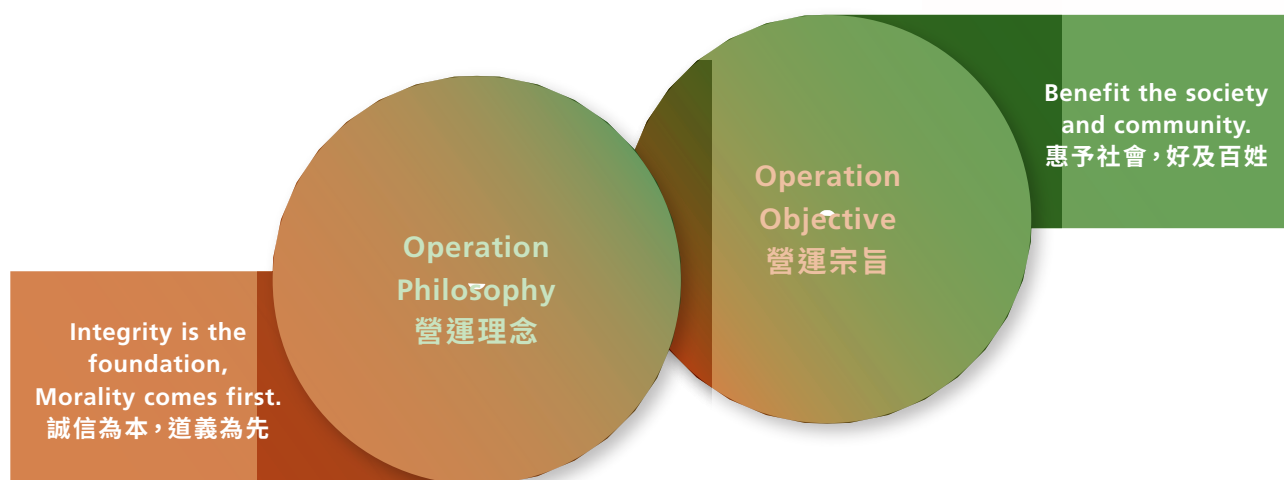 Integrity is the
foundation,
Morality comes first.
誠信為本，道義為先
Operation
Philosophy
營運理念
Operation
Objective
營運宗旨
Benefit the society
and community.
惠予社會，好及百姓